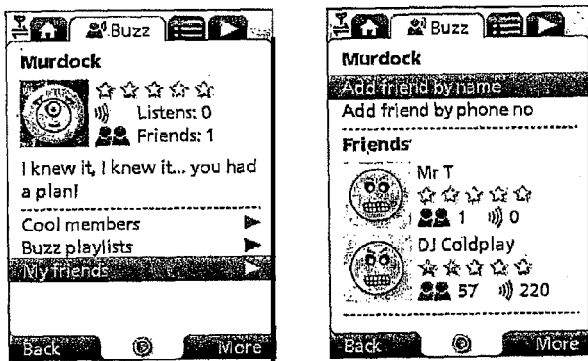 Buzz
Murdock
Listens: 0
Friends: 1
I knew it, I knew it... you had
a plan!
Cool members
Buzz playlists
My friends
Back
More
Buzz
Murdock
Add friend by name
Add friend by phone no
Friends
Mr T
1 0
DJ Coldplay
57 220
Back
More